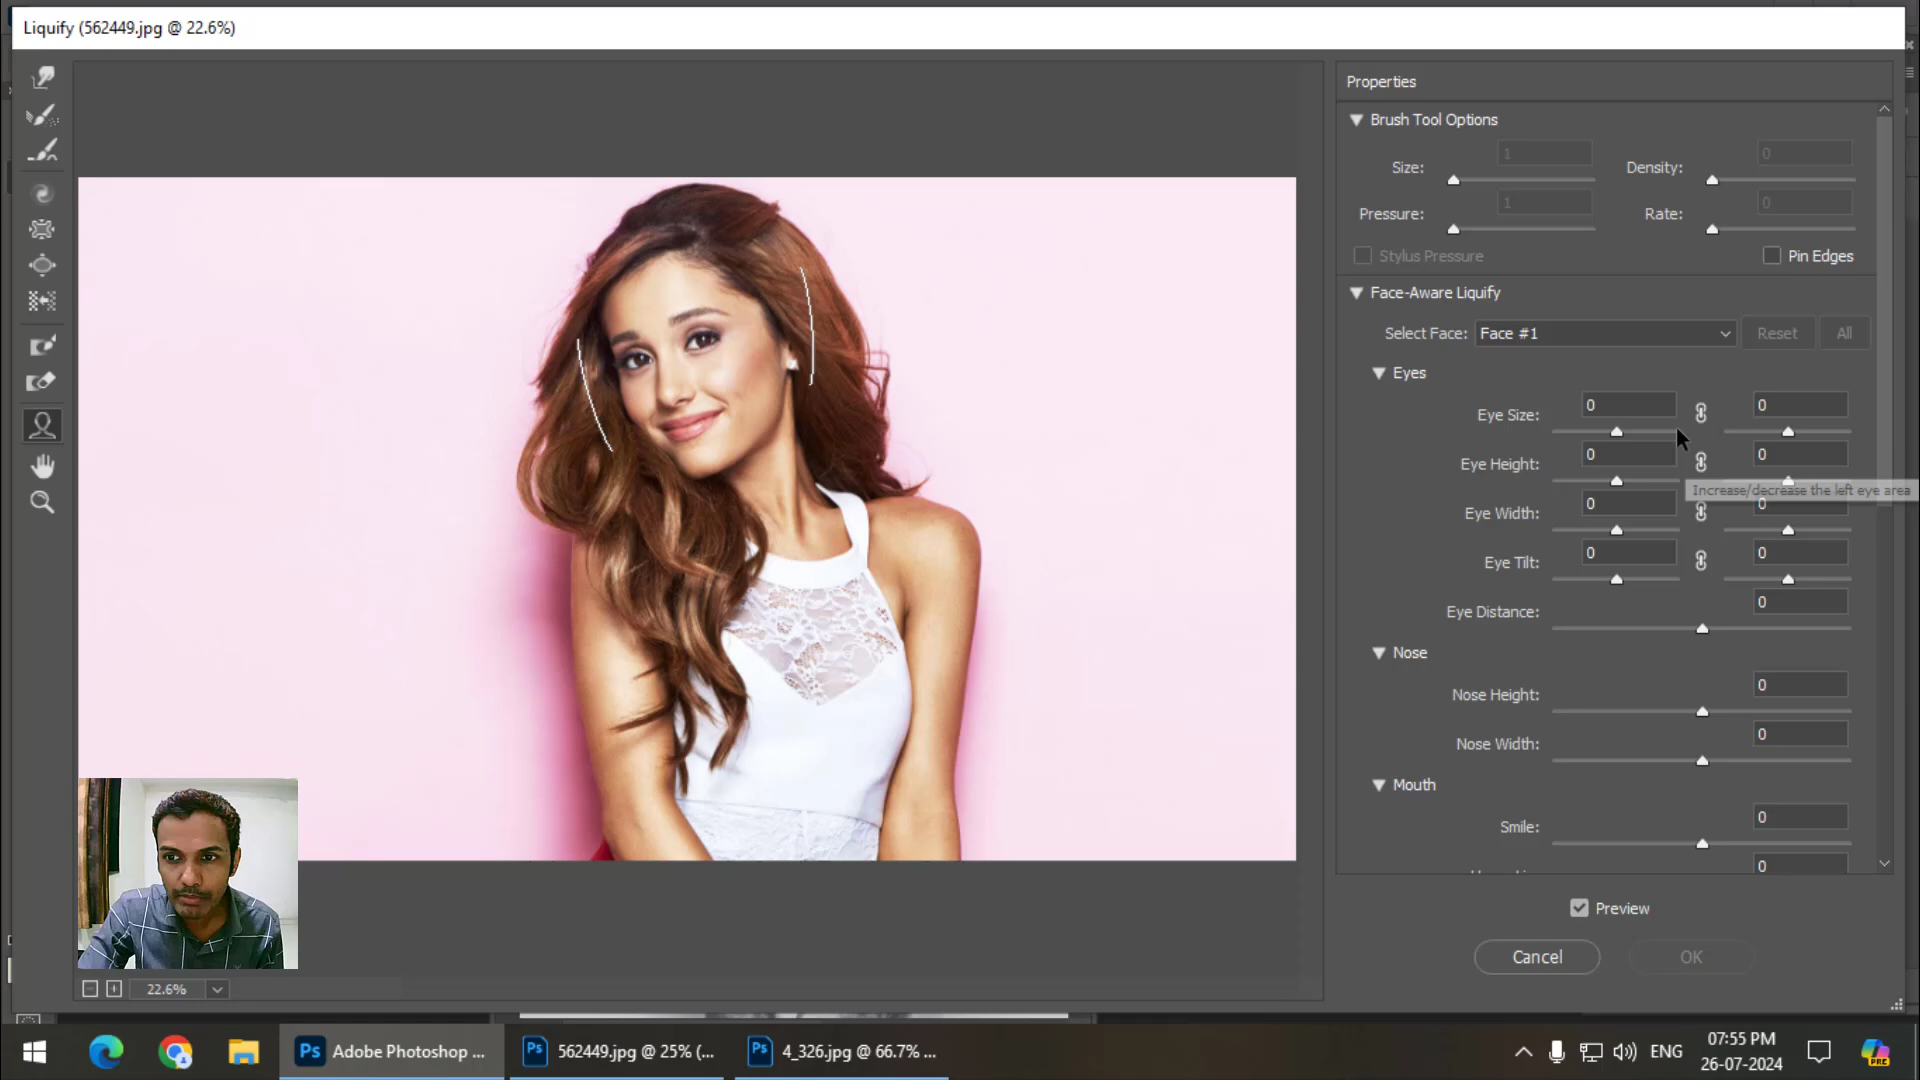 Liquify (562449.jpg @ 22.6%)
Properties
Brush Tool Options
Size: 1 Density: 0
Pressure: 1 Rate: 0
Stylus Pressure Pin Edges
Face-Aware Liquify
Select Face: Face #1 Reset All
Eyes
Eye Size: 0 0
Eye Height: 0 0
Increase/decrease the left eye area
Eye Width: 0 0
Eye Tilt: 0 0
Eye Distance: 0
Nose
Nose Height: 0
Nose Width: 0
Mouth
Smile: 0
0
Preview
Cancel OK
22.6%
Ps Adobe Photoshop ...
Ps 562449.jpg @ 25% (...
Ps 4_326.jpg @ 66.7% ...
ENG
07:55 PM
26-07-2024
PRE